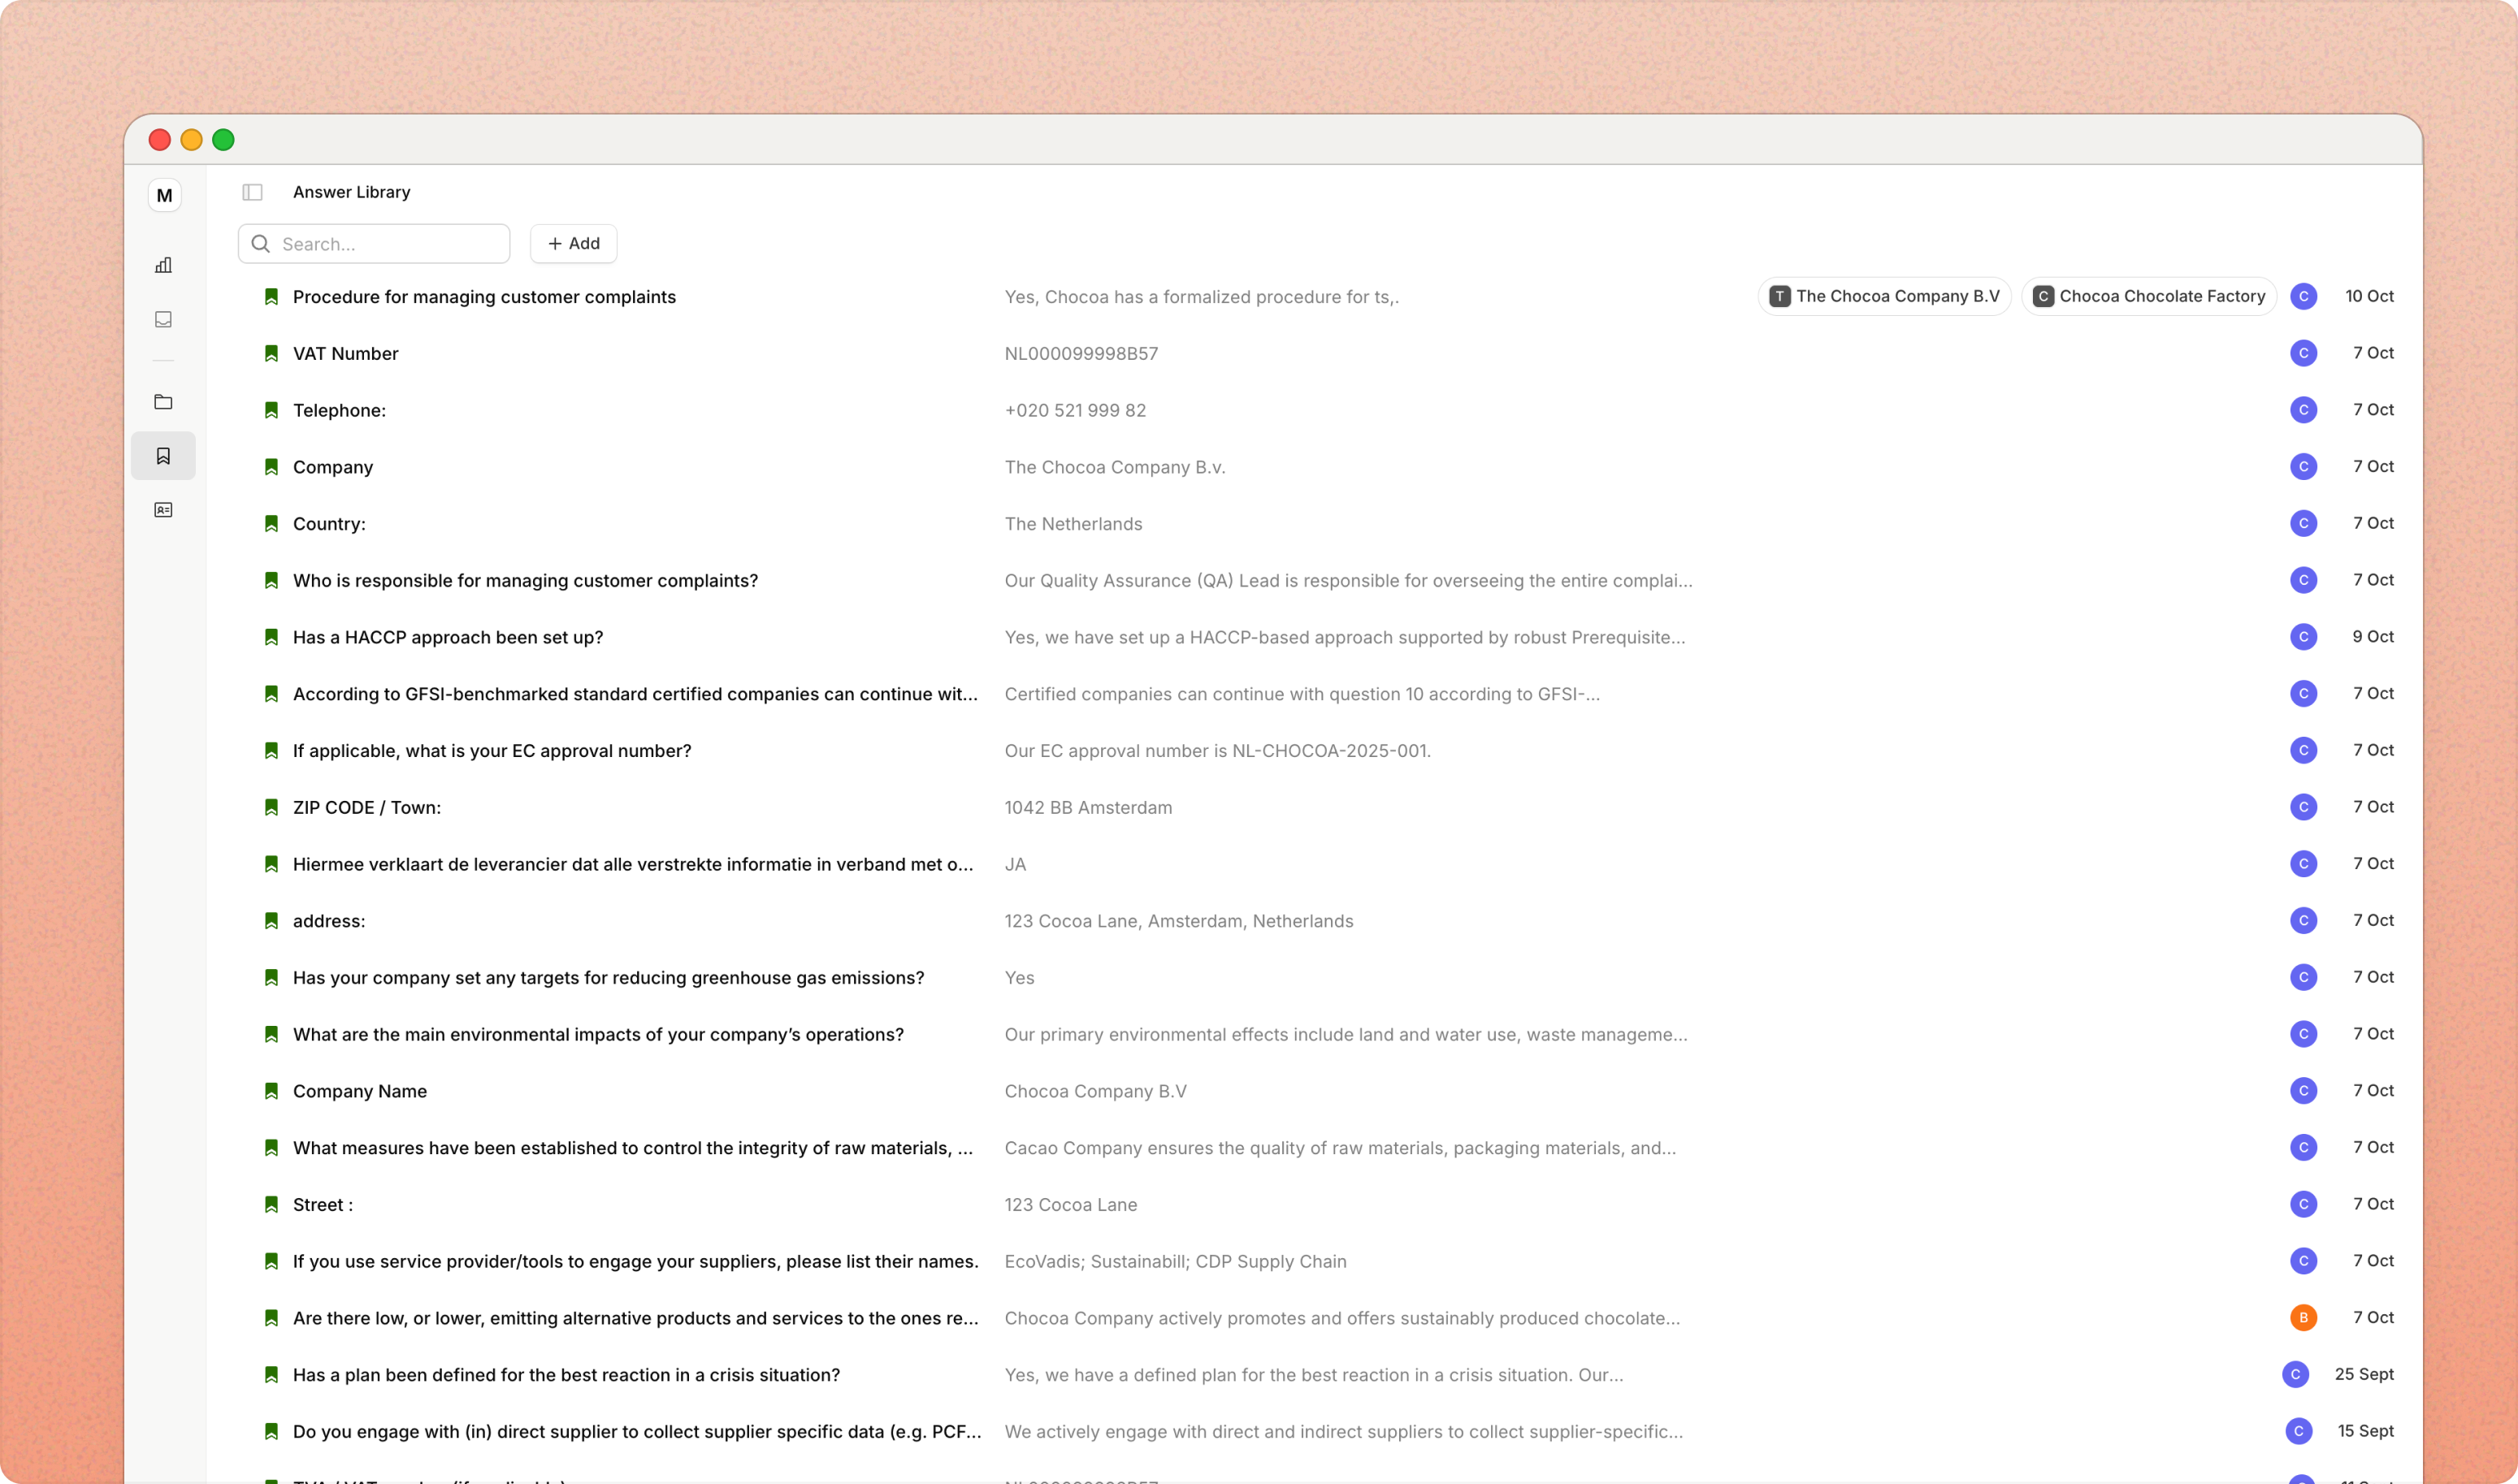 M
Answer Library
Search...
+ Add
Procedure for managing customer complaints Yes, Chocoa has a formalized procedure for ts,. T The Chocoa Company B.V C Chocoa Chocolate Factory C 10 Oct
VAT Number NL000099998B57 C 7 Oct
Telephone: +020 521 999 82 C 7 Oct
Company The Chocoa Company B.v. C 7 Oct
Country: The Netherlands C 7 Oct
Who is responsible for managing customer complaints? Our Quality Assurance (QA) Lead is responsible for overseeing the entire complai... C 7 Oct
Has a HACCP approach been set up? Yes, we have set up a HACCP-based approach supported by robust Prerequisite... C 9 Oct
According to GFSI-benchmarked standard certified companies can continue wit... Certified companies can continue with question 10 according to GFSI-... C 7 Oct
If applicable, what is your EC approval number? Our EC approval number is NL-CHOCOA-2025-001. C 7 Oct
ZIP CODE / Town: 1042 BB Amsterdam C 7 Oct
Hiermee verklaart de leverancier dat alle verstrekte informatie in verband met o... JA C 7 Oct
address: 123 Cocoa Lane, Amsterdam, Netherlands C 7 Oct
Has your company set any targets for reducing greenhouse gas emissions? Yes C 7 Oct
What are the main environmental impacts of your company’s operations? Our primary environmental effects include land and water use, waste manageme... C 7 Oct
Company Name Chocoa Company B.V C 7 Oct
What measures have been established to control the integrity of raw materials, ... Cacao Company ensures the quality of raw materials, packaging materials, and... C 7 Oct
Street : 123 Cocoa Lane C 7 Oct
If you use service provider/tools to engage your suppliers, please list their names. EcoVadis; Sustainabill; CDP Supply Chain C 7 Oct
Are there low, or lower, emitting alternative products and services to the ones re... Chocoa Company actively promotes and offers sustainably produced chocolate... B 7 Oct
Has a plan been defined for the best reaction in a crisis situation? Yes, we have a defined plan for the best reaction in a crisis situation. Our... C 25 Sept
Do you engage with (in) direct supplier to collect supplier specific data (e.g. PCF... We actively engage with direct and indirect suppliers to collect supplier-specific... C 15 Sept